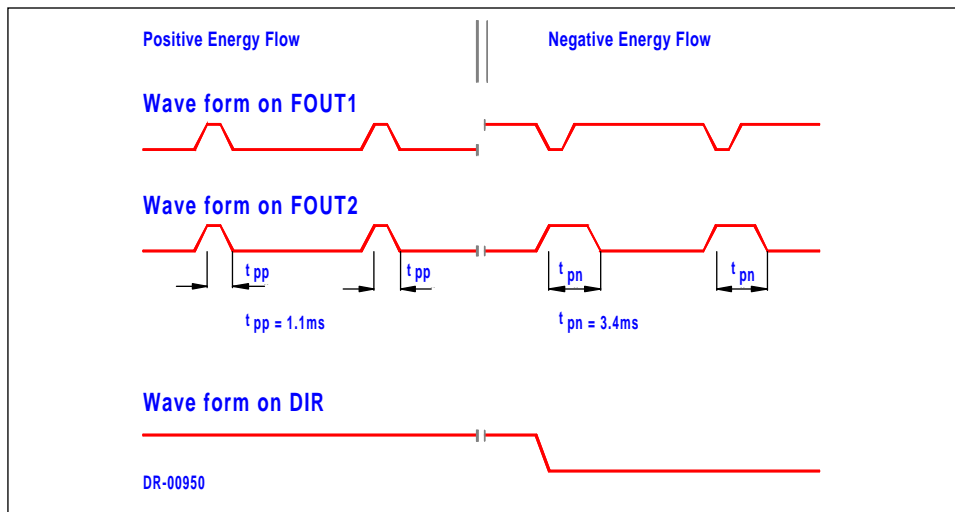 Positive Energy Flow
Negative Energy Flow
Wave form on FOUT1
Wave form on FOUT2
t pp
t pp
t pn
t pn
t pp = 1.1ms
t pn = 3.4ms
Wave form on DIR
DR-00950